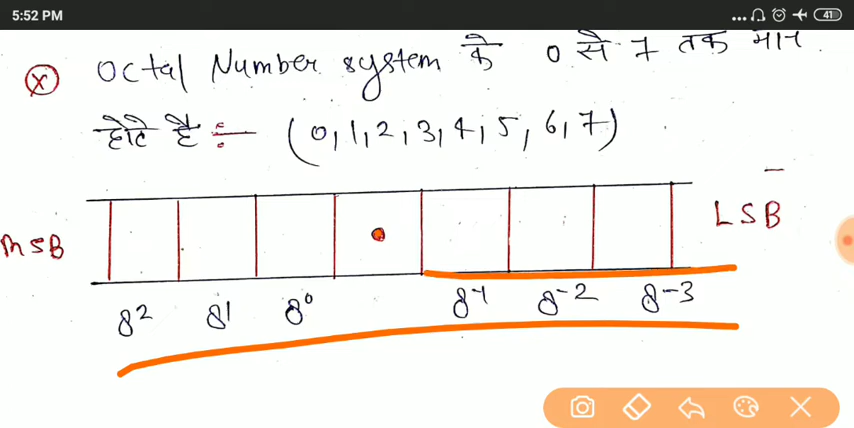 5:52 PM
41
(x) Octal Number system के 0 से 7 तक मान
होते है :- (0, 1, 2, 3, 4, 5, 6, 7)
MSB
LSB
8² 8¹ 8⁰ 8⁻¹ 8⁻² 8⁻³